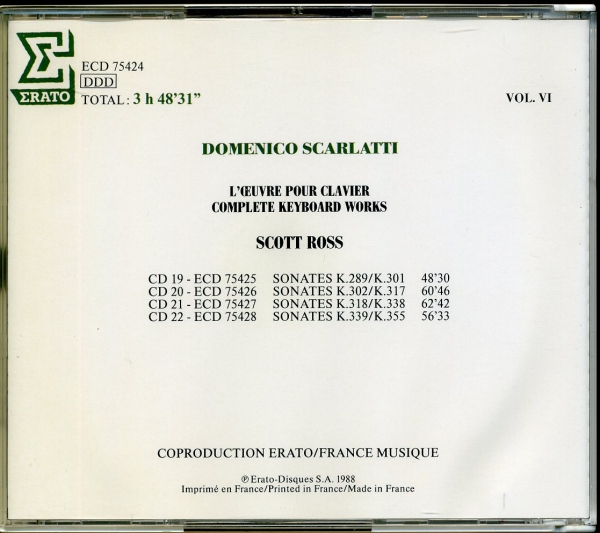 ΣRATO
ECD 75424
DDD
TOTAL : 3 h 48’31”
VOL. VI
DOMENICO SCARLATTI
L’ŒUVRE POUR CLAVIER
COMPLETE KEYBOARD WORKS
SCOTT ROSS
CD 19 - ECD 75425 SONATES K.289/K.301 48’30
CD 20 - ECD 75426 SONATES K.302/K.317 60’46
CD 21 - ECD 75427 SONATES K.318/K.338 62’42
CD 22 - ECD 75428 SONATES K.339/K.355 56’33
COPRODUCTION ERATO/FRANCE MUSIQUE
℗ Erato-Disques S.A. 1988
Imprimé en France/Printed in France/Made in France